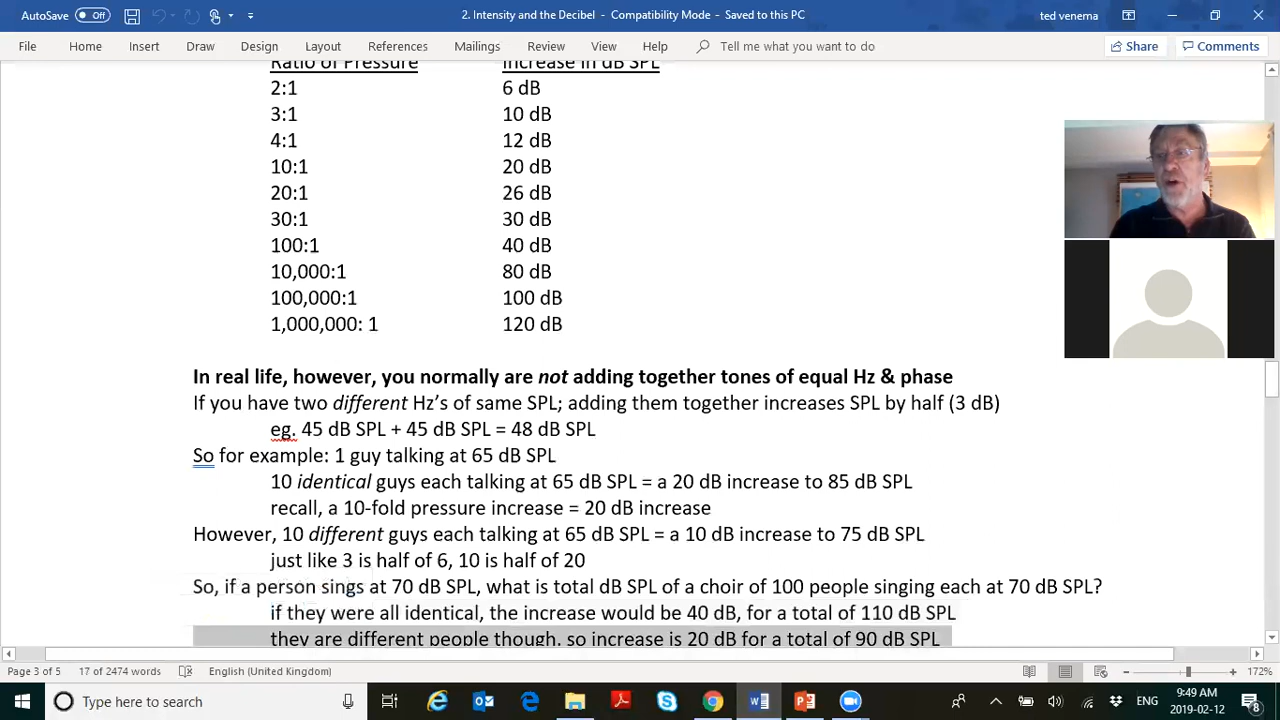 AutoSave Off 2. Intensity and the Decibel - Compatibility Mode - Saved to this PC ted venema
File Home Insert Draw Design Layout References Mailings Review View Help Tell me what you want to do Share Comments
Ratio of Pressure Increase in dB SPL
2:1 6 dB
3:1 10 dB
4:1 12 dB
10:1 20 dB
20:1 26 dB
30:1 30 dB
100:1 40 dB
10,000:1 80 dB
100,000:1 100 dB
1,000,000: 1 120 dB
In real life, however, you normally are not adding together tones of equal Hz & phase
If you have two different Hz's of same SPL; adding them together increases SPL by half (3 dB)
eg. 45 dB SPL + 45 dB SPL = 48 dB SPL
So for example: 1 guy talking at 65 dB SPL
10 identical guys each talking at 65 dB SPL = a 20 dB increase to 85 dB SPL
recall, a 10-fold pressure increase = 20 dB increase
However, 10 different guys each talking at 65 dB SPL = a 10 dB increase to 75 dB SPL
just like 3 is half of 6, 10 is half of 20
So, if a person sings at 70 dB SPL, what is total dB SPL of a choir of 100 people singing each at 70 dB SPL?
if they were all identical, the increase would be 40 dB, for a total of 110 dB SPL
they are different people though, so increase is 20 dB for a total of 90 dB SPL
Page 3 of 5 17 of 2474 words English (United Kingdom) 172%
Type here to search ENG 9:49 AM
2019-02-12 8